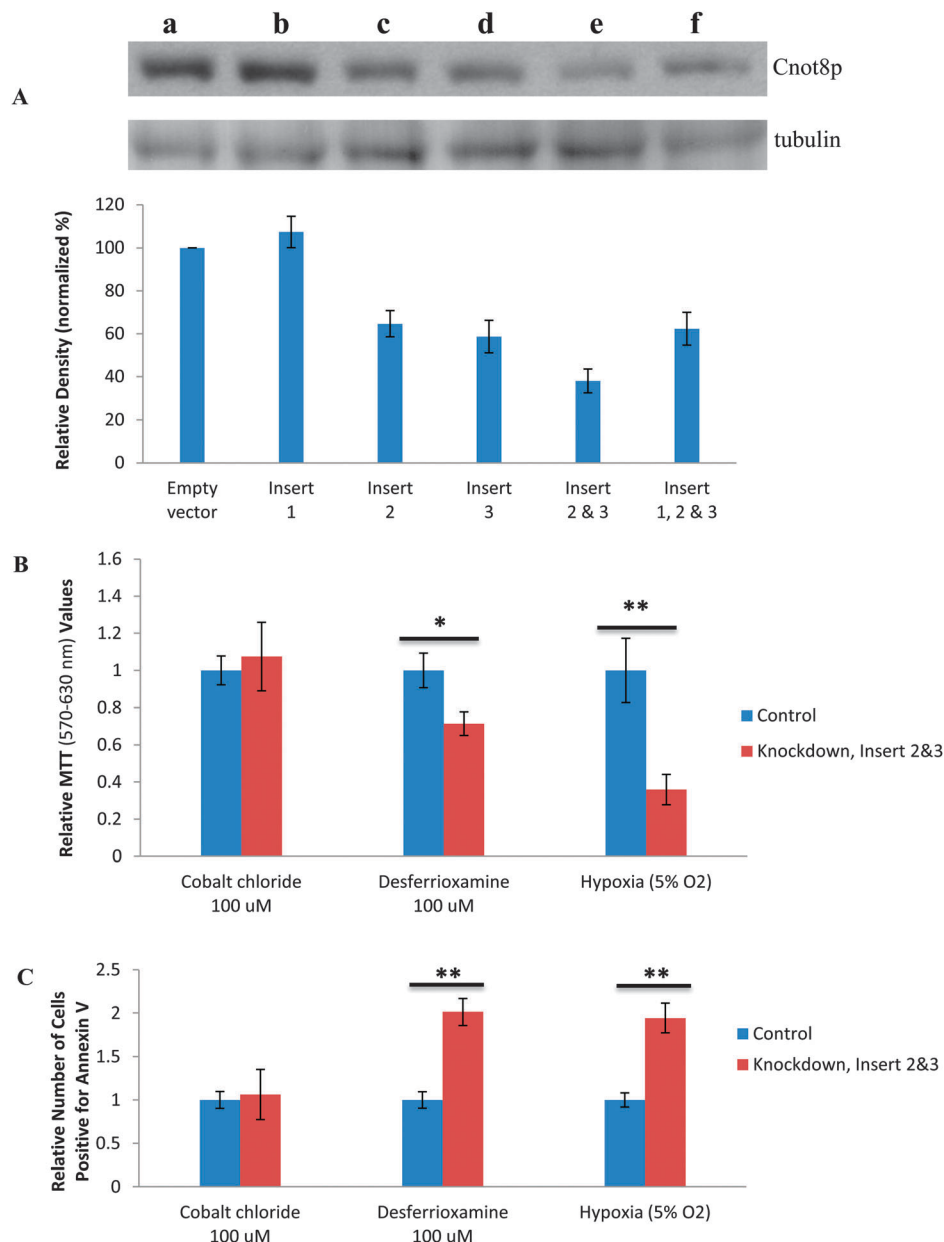 a b c d e f
Cnot8p
A
tubulin
Relative Density (normalized %)
120
100
80
60
40
20
0
Empty vector
Insert 1
Insert 2
Insert 3
Insert 2 & 3
Insert 1, 2 & 3
B
Relative MTT (570-630 nm) Values
1.6
1.4
1.2
1
0.8
0.6
0.4
0.2
0
*
**
Control
Knockdown, Insert 2&3
Cobalt chloride
100 uM
Desferrioxamine
100 uM
Hypoxia (5% O2)
C
Relative Number of Cells
Positive for Annexin V
2.5
2
1.5
1
0.5
0
**
**
Control
Knockdown, Insert 2&3
Cobalt chloride
100 uM
Desferrioxamine
100 uM
Hypoxia (5% O2)